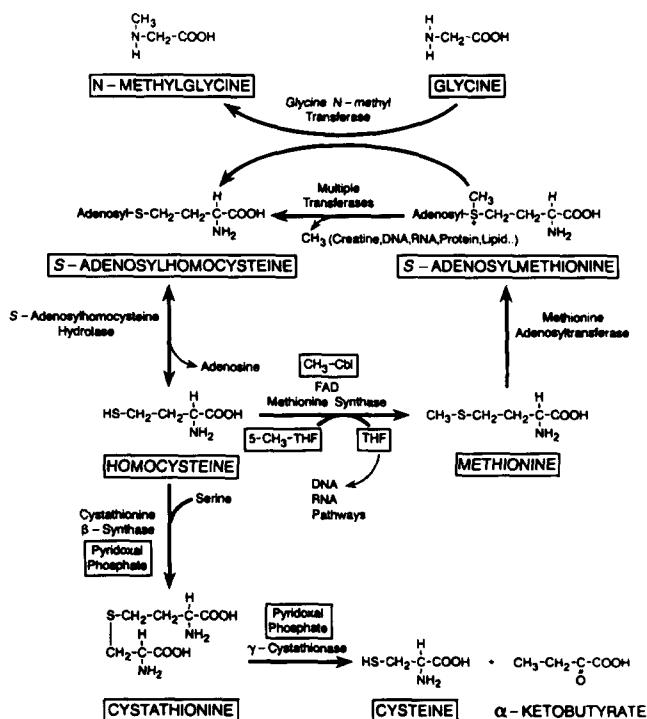 CH₃
N–CH₂–COOH
H
N–METHYLGLYCINE
H
N–CH₂–COOH
H
GLYCINE
Glycine N–methyl
Transferase
H
Adenosyl–S–CH₂–CH₂–C–COOH
NH₂
S–ADENOSYLHOMOCYSTEINE
Multiple
Transferases
CH₃ (Creatine,DNA,RNA,Protein,Lipid..)
CH₃
H
Adenosyl–S–CH₂–CH₂–C–COOH
+
NH₂
S–ADENOSYLMETHIONINE
S–Adenosylhomocysteine
Hydrolase
Adenosine
Methionine
Adenosyltransferase
H
HS–CH₂–CH₂–C–COOH
NH₂
HOMOCYSTEINE
CH₃–Cbl
FAD
Methionine Synthase
5–CH₃–THF
THF
DNA
RNA
Pathways
H
CH₃–S–CH₂–CH₂–C–COOH
NH₂
METHIONINE
Serine
Cystathionine
β–Synthase
Pyridoxal
Phosphate
H
S–CH₂–CH₂–C–COOH
H
NH₂
CH₂–C–COOH
NH₂
CYSTATHIONINE
Pyridoxal
Phosphate
γ–Cystathionase
H
HS–CH₂–C–COOH
NH₂
CYSTEINE
+
CH₃–CH₂–C–COOH
O
α–KETOBUTYRATE